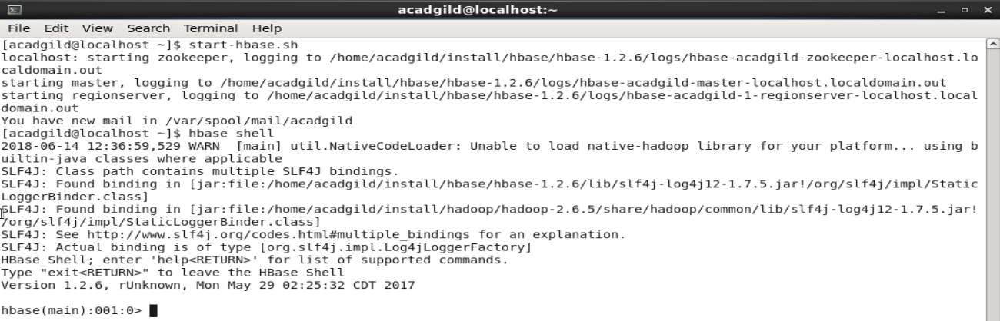 acadgild@localhost:~
File Edit View Search Terminal Help
[acadgild@localhost ~]$ start-hbase.sh
localhost: starting zookeeper, logging to /home/acadgild/install/hbase/hbase-1.2.6/logs/hbase-acadgild-zookeeper-localhost.lo
caldomain.out
starting master, logging to /home/acadgild/install/hbase/hbase-1.2.6/logs/hbase-acadgild-master-localhost.localdomain.out
starting regionserver, logging to /home/acadgild/install/hbase/hbase-1.2.6/logs/hbase-acadgild-1-regionserver-localhost.local
domain.out
You have new mail in /var/spool/mail/acadgild
[acadgild@localhost ~]$ hbase shell
2018-06-14 12:36:59,529 WARN  [main] util.NativeCodeLoader: Unable to load native-hadoop library for your platform... using b
uiltin-java classes where applicable
SLF4J: Class path contains multiple SLF4J bindings.
SLF4J: Found binding in [jar:file:/home/acadgild/install/hbase/hbase-1.2.6/lib/slf4j-log4j12-1.7.5.jar!/org/slf4j/impl/Static
LoggerBinder.class]
SLF4J: Found binding in [jar:file:/home/acadgild/install/hadoop/hadoop-2.6.5/share/hadoop/common/lib/slf4j-log4j12-1.7.5.jar!
/org/slf4j/impl/StaticLoggerBinder.class]
SLF4J: See http://www.slf4j.org/codes.html#multiple_bindings for an explanation.
SLF4J: Actual binding is of type [org.slf4j.impl.Log4jLoggerFactory]
HBase Shell; enter 'help<RETURN>' for list of supported commands.
Type "exit<RETURN>" to leave the HBase Shell
Version 1.2.6, rUnknown, Mon May 29 02:25:32 CDT 2017
hbase(main):001:0>